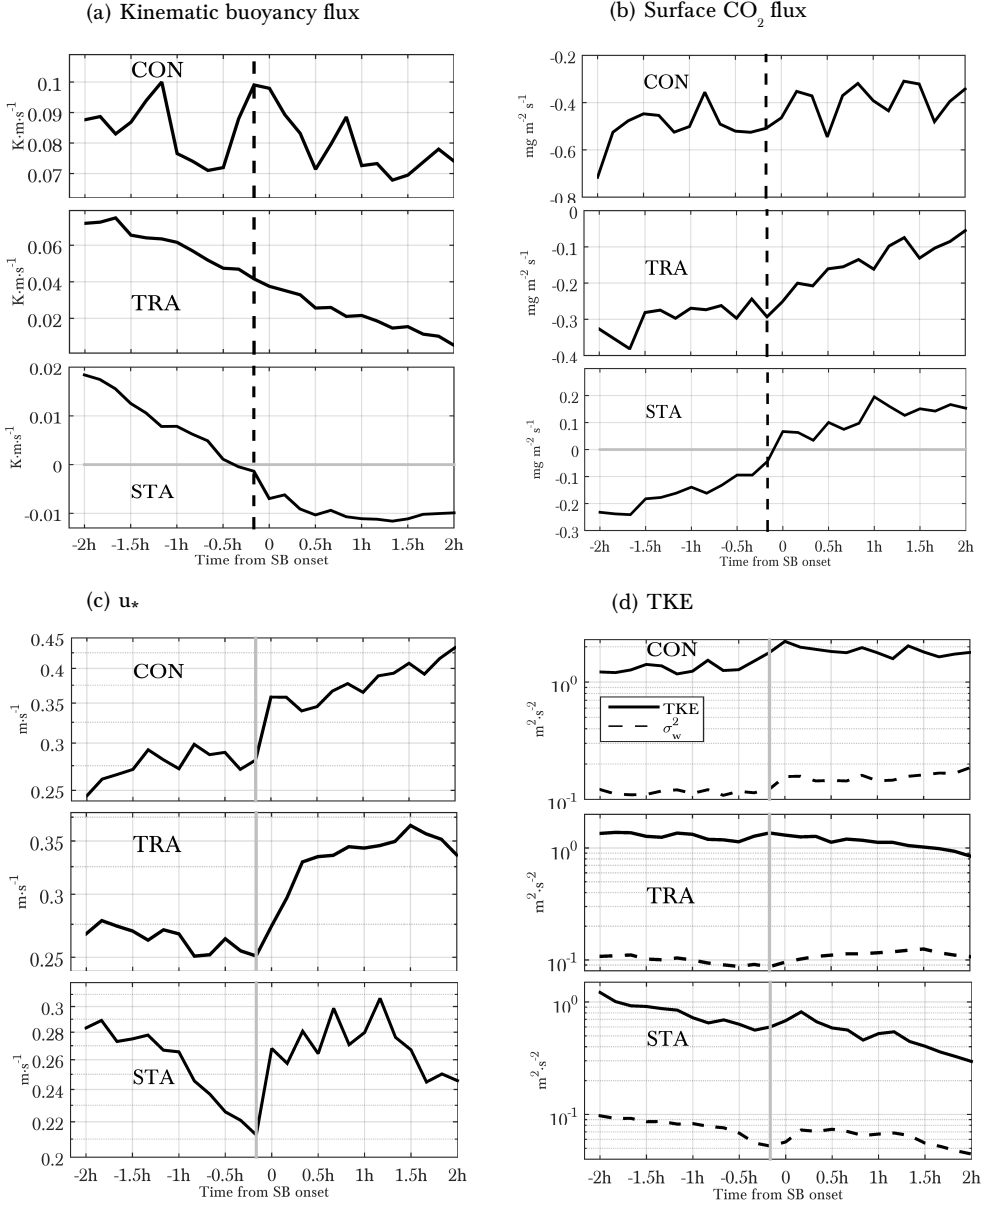 (a) Kinematic buoyancy flux
CON
0.1
0.09
0.08
0.07
K·m·s⁻¹
TRA
0.06
0.04
0.02
K·m·s⁻¹
STA
0.02
0.01
0
-0.01
K·m·s⁻¹
-2h -1.5h -1h -0.5h 0 0.5h 1h 1.5h 2h
Time from SB onset
(b) Surface CO₂ flux
CON
-0.2
-0.4
-0.6
-0.8
mg m⁻² s⁻¹
TRA
0
-0.1
-0.2
-0.3
-0.4
mg m⁻² s⁻¹
STA
0.2
0.1
0
-0.1
-0.2
-0.3
mg m⁻² s⁻¹
-2h -1.5h -1h -0.5h 0 0.5h 1h 1.5h 2h
Time from SB onset
(c) u*
CON
0.45
0.4
0.35
0.3
0.25
m·s⁻¹
TRA
0.35
0.3
0.25
m·s⁻¹
STA
0.3
0.28
0.26
0.24
0.22
0.2
m·s⁻¹
-2h -1.5h -1h -0.5h 0 0.5h 1h 1.5h 2h
Time from SB onset
(d) TKE
CON
10⁰
10⁻¹
m²·s⁻²
TKE
σ²w
TRA
10⁰
10⁻¹
m²·s⁻²
STA
10⁰
10⁻¹
m²·s⁻²
-2h -1.5h -1h -0.5h 0 0.5h 1h 1.5h 2h
Time from SB onset